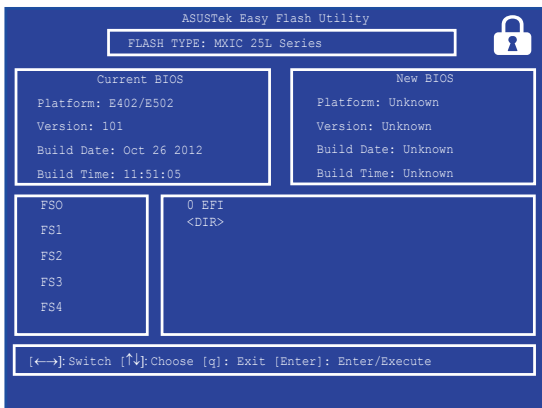 ASUSTek Easy Flash Utility
FLASH TYPE: MXIC 25L Series
Current BIOS
Platform: E402/E502
Version: 101
Build Date: Oct 26 2012
Build Time: 11:51:05
New BIOS
Platform: Unknown
Version: Unknown
Build Date: Unknown
Build Time: Unknown
FSO
FS1
FS2
FS3
FS4
0 EFI
<DIR>
[←→]: Switch [↑↓]: Choose [q]: Exit [Enter]: Enter/Execute